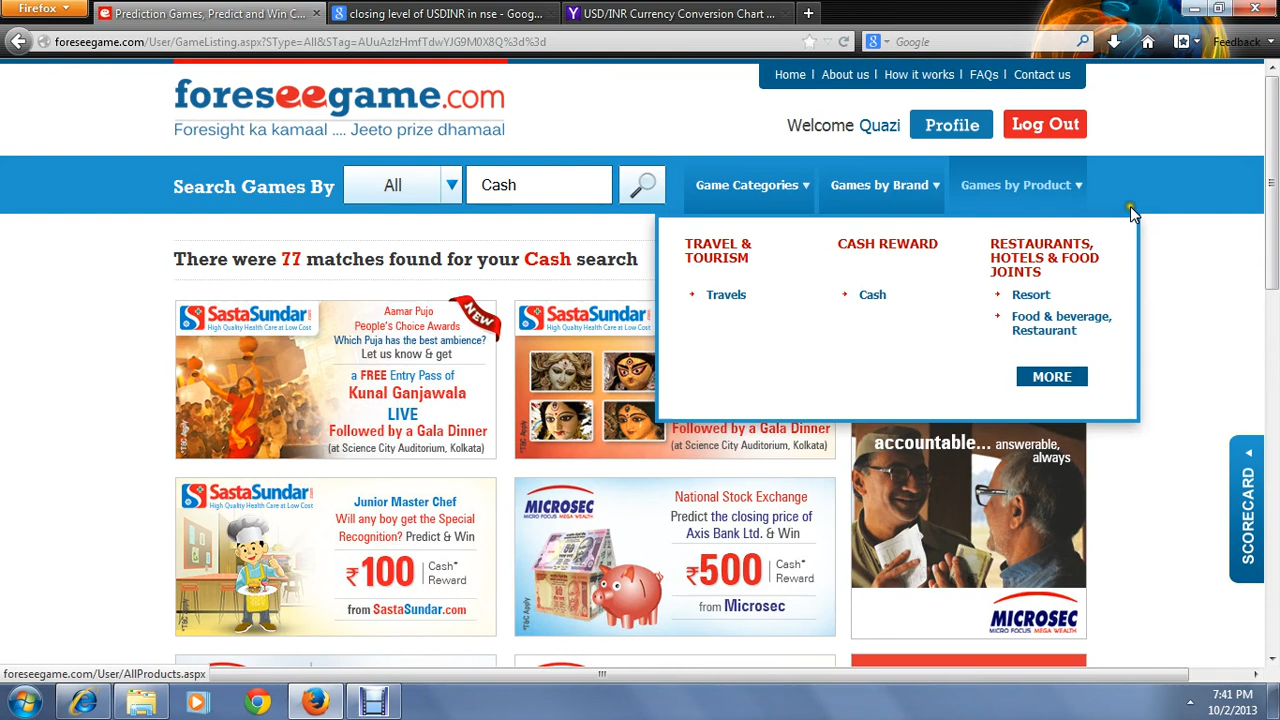 Firefox
Prediction Games, Predict and Win C...
closing level of USDINR in nse - Goog...
USD/INR Currency Conversion Chart ...
foreseegame.com/User/GameListing.aspx?SType=All&STag=AUuAzIzHmfTdwYJG9M0X8Q%3d%3d
Google
Feedback
Home | About us | How it works | FAQs | Contact us
foreseegame.com
Foresight ka kamaal .... Jeeto prize dhamaal
Welcome Quazi
Profile
Log Out
Search Games By
All
Cash
Game Categories
Games by Brand
Games by Product
There were 77 matches found for your Cash search
TRAVEL & TOURISM
Travels
CASH REWARD
Cash
RESTAURANTS, HOTELS & FOOD JOINTS
Resort
Food & beverage, Restaurant
MORE
SastaSundar.com
High Quality Health Care at Low Cost
NEW
Aamar Pujo
People's Choice Awards
Which Puja has the best ambience?
Let us know & get
a FREE Entry Pass of
Kunal Ganjawala
LIVE
Followed by a Gala Dinner
(at Science City Auditorium, Kolkata)
*T&C Apply
SastaSundar
High Quality Health Care at Low Cost
Followed by a Gala Dinner
(at Science City Auditorium, Kolkata)
*T&C Apply
accountable... answerable,
always
MICROSEC
MICRO FOCUS MEGA WEALTH
SCORECARD
SastaSundar.com
High Quality Health Care at Low Cost
Junior Master Chef
Will any boy get the Special
Recognition? Predict & Win
₹100 Cash*
Reward
from SastaSundar.com
*T&C Apply
MICROSEC
MICRO FOCUS MEGA WEALTH
National Stock Exchange
Predict the closing price of
Axis Bank Ltd. & Win
₹500 Cash*
Reward
from Microsec
*T&C Apply
foreseegame.com/User/AllProducts.aspx
7:41 PM
10/2/2013